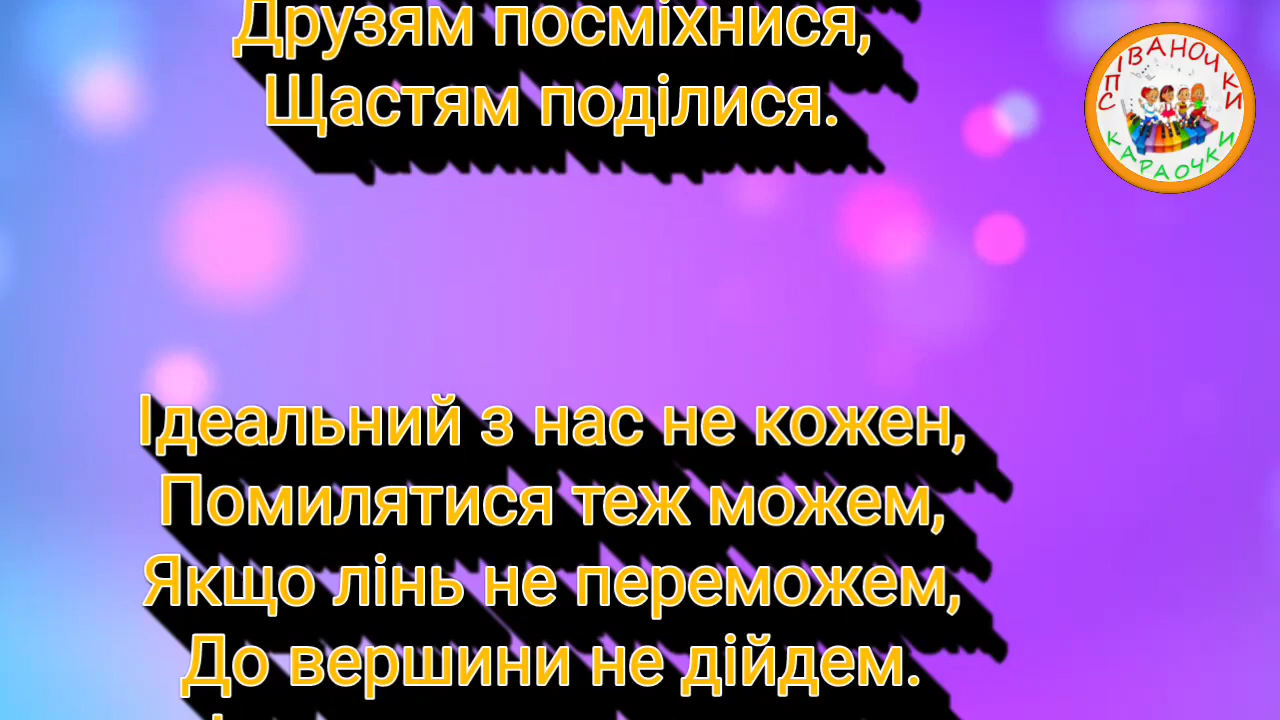 Друзям посміхнися,
Щастям поділися.
СПІВАНОЧКИ
КАРАОЧКИ
Ідеальний з нас не кожен,
Помилятися теж можем,
Якщо лінь не переможем,
До вершини не дійдем.